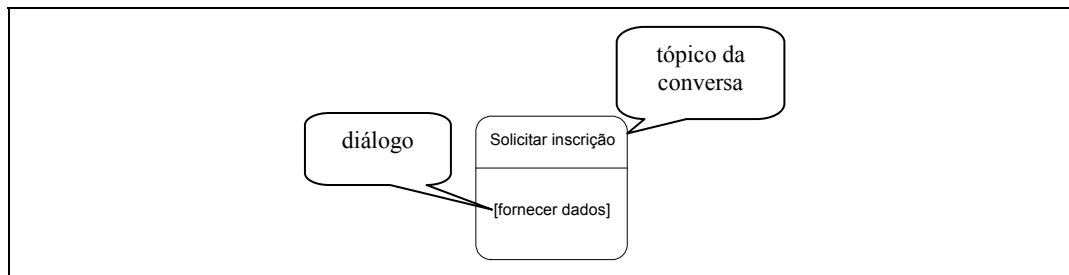 tópico da
conversa
diálogo
Solicitar inscrição
[fornecer dados]